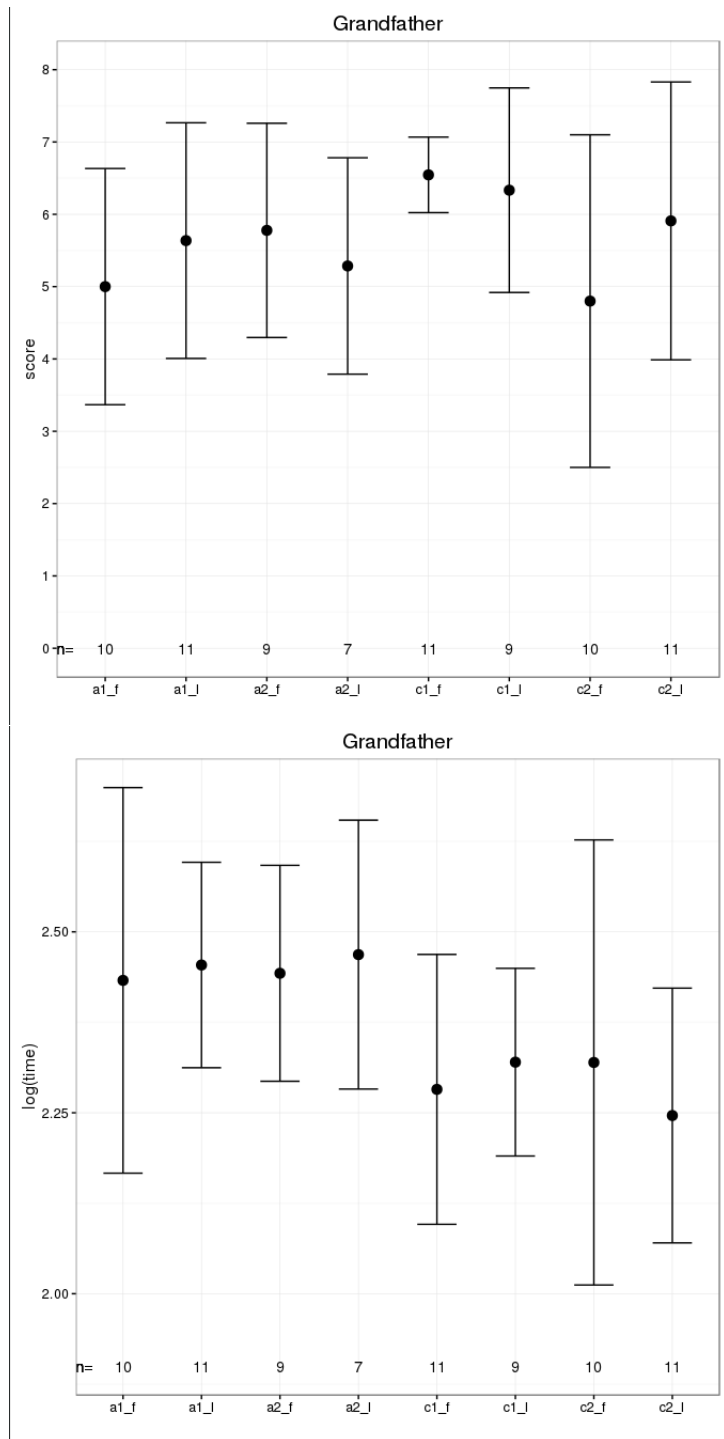 Grandfather
8
7
6
5
score
4
3
2
1
0 n= 10 11 9 7 11 9 10 11
a1_f a1_l a2_f a2_l c1_f c1_l c2_f c2_l
Grandfather
2.50
log(time)
2.25
2.00
n= 10 11 9 7 11 9 10 11
a1_f a1_l a2_f a2_l c1_f c1_l c2_f c2_l